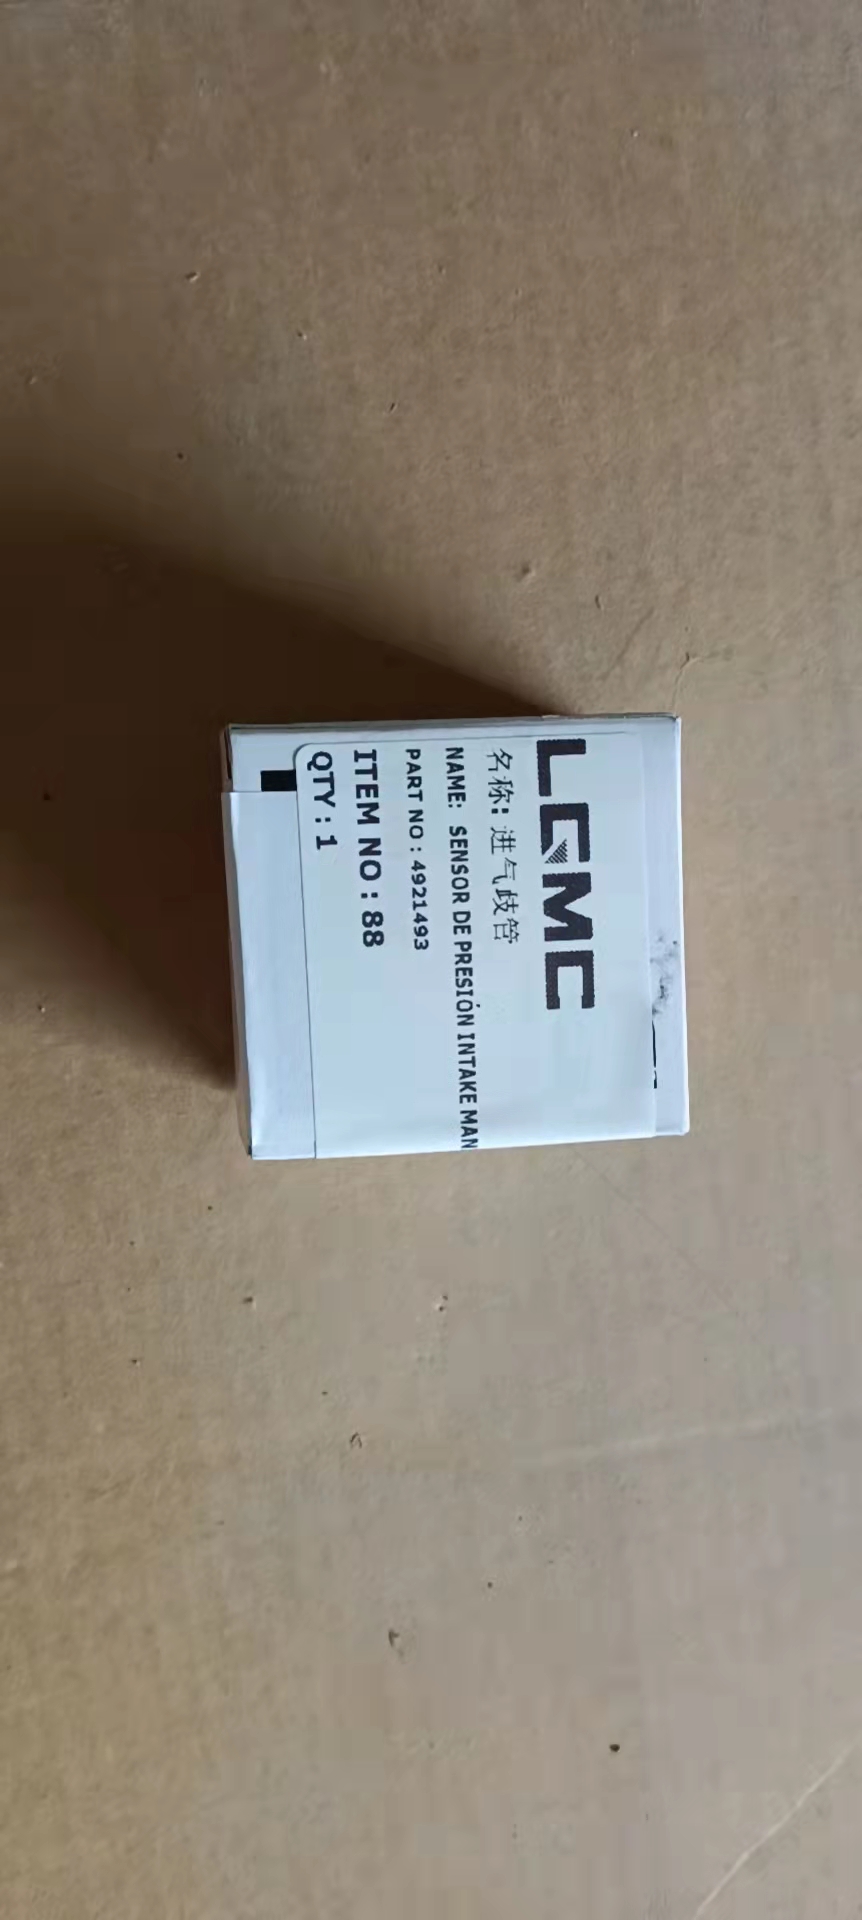 LGMC
名称: 进气歧管
NAME: SENSOR DE PRESIÓN INTAKE MAN
PART NO : 4921493
ITEM NO : 88
QTY : 1